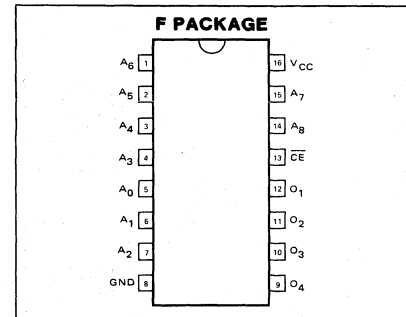 F PACKAGE
A6 1 16 VCC
A5 2 15 A7
A4 3 14 A8
A3 4 13 C̅E̅
A0 5 12 O1
A1 6 11 O2
A2 7 10 O3
GND 8 9 O4